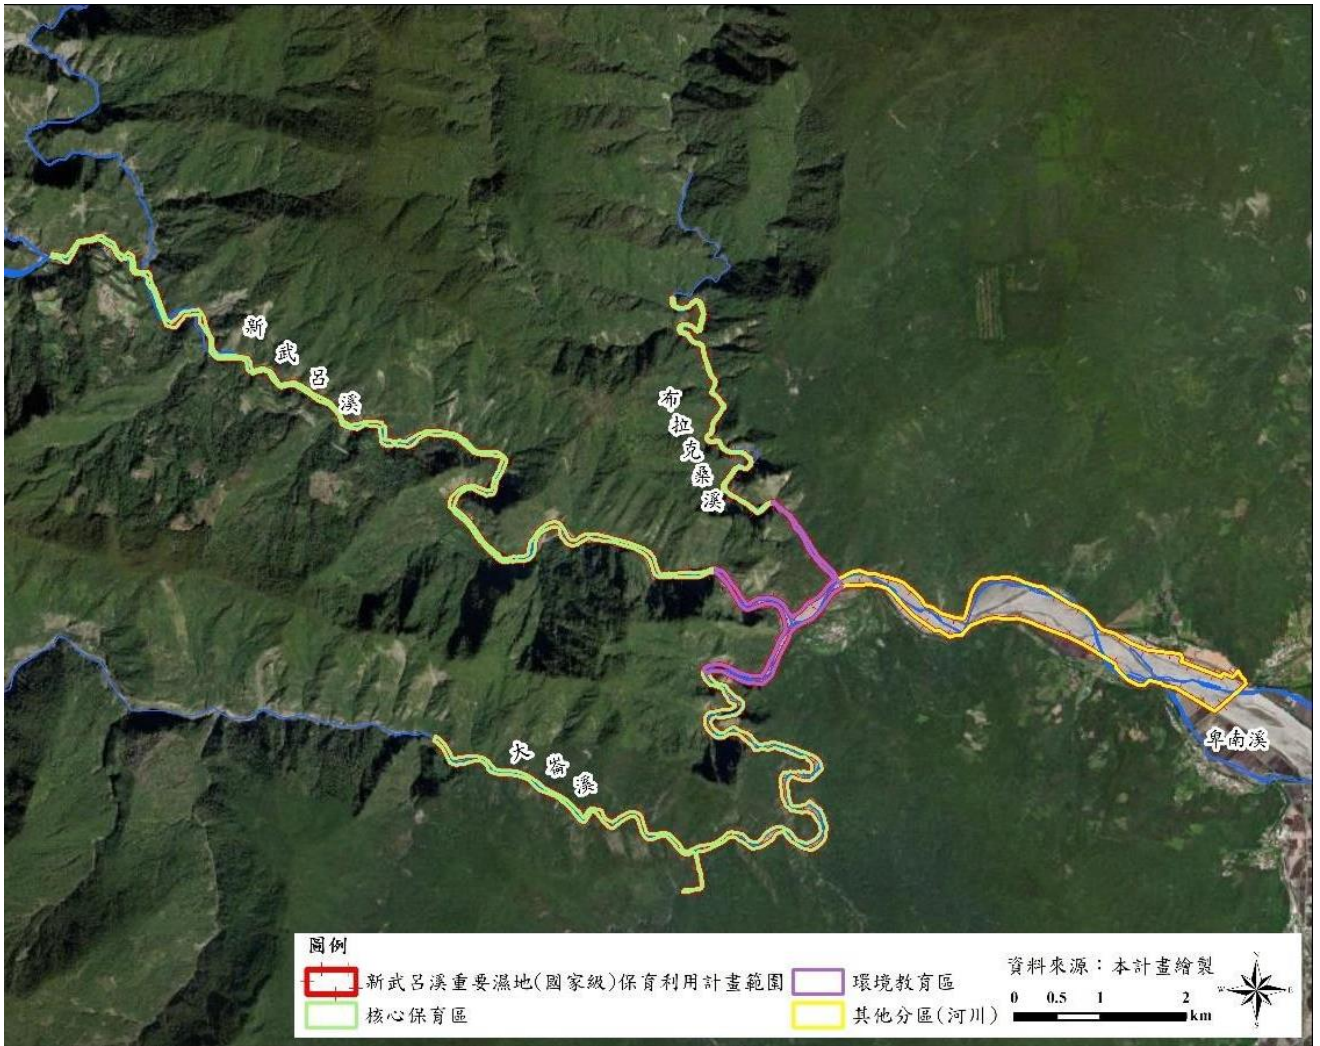 新武呂溪
布拉克桑溪
大崙溪
卑南溪
圖例
新武呂溪重要濕地(國家級)保育利用計畫範圍
環境教育區
核心保育區
其他分區(河川)
資料來源：本計畫繪製
0 0.5 1 2
km
N
W E
S